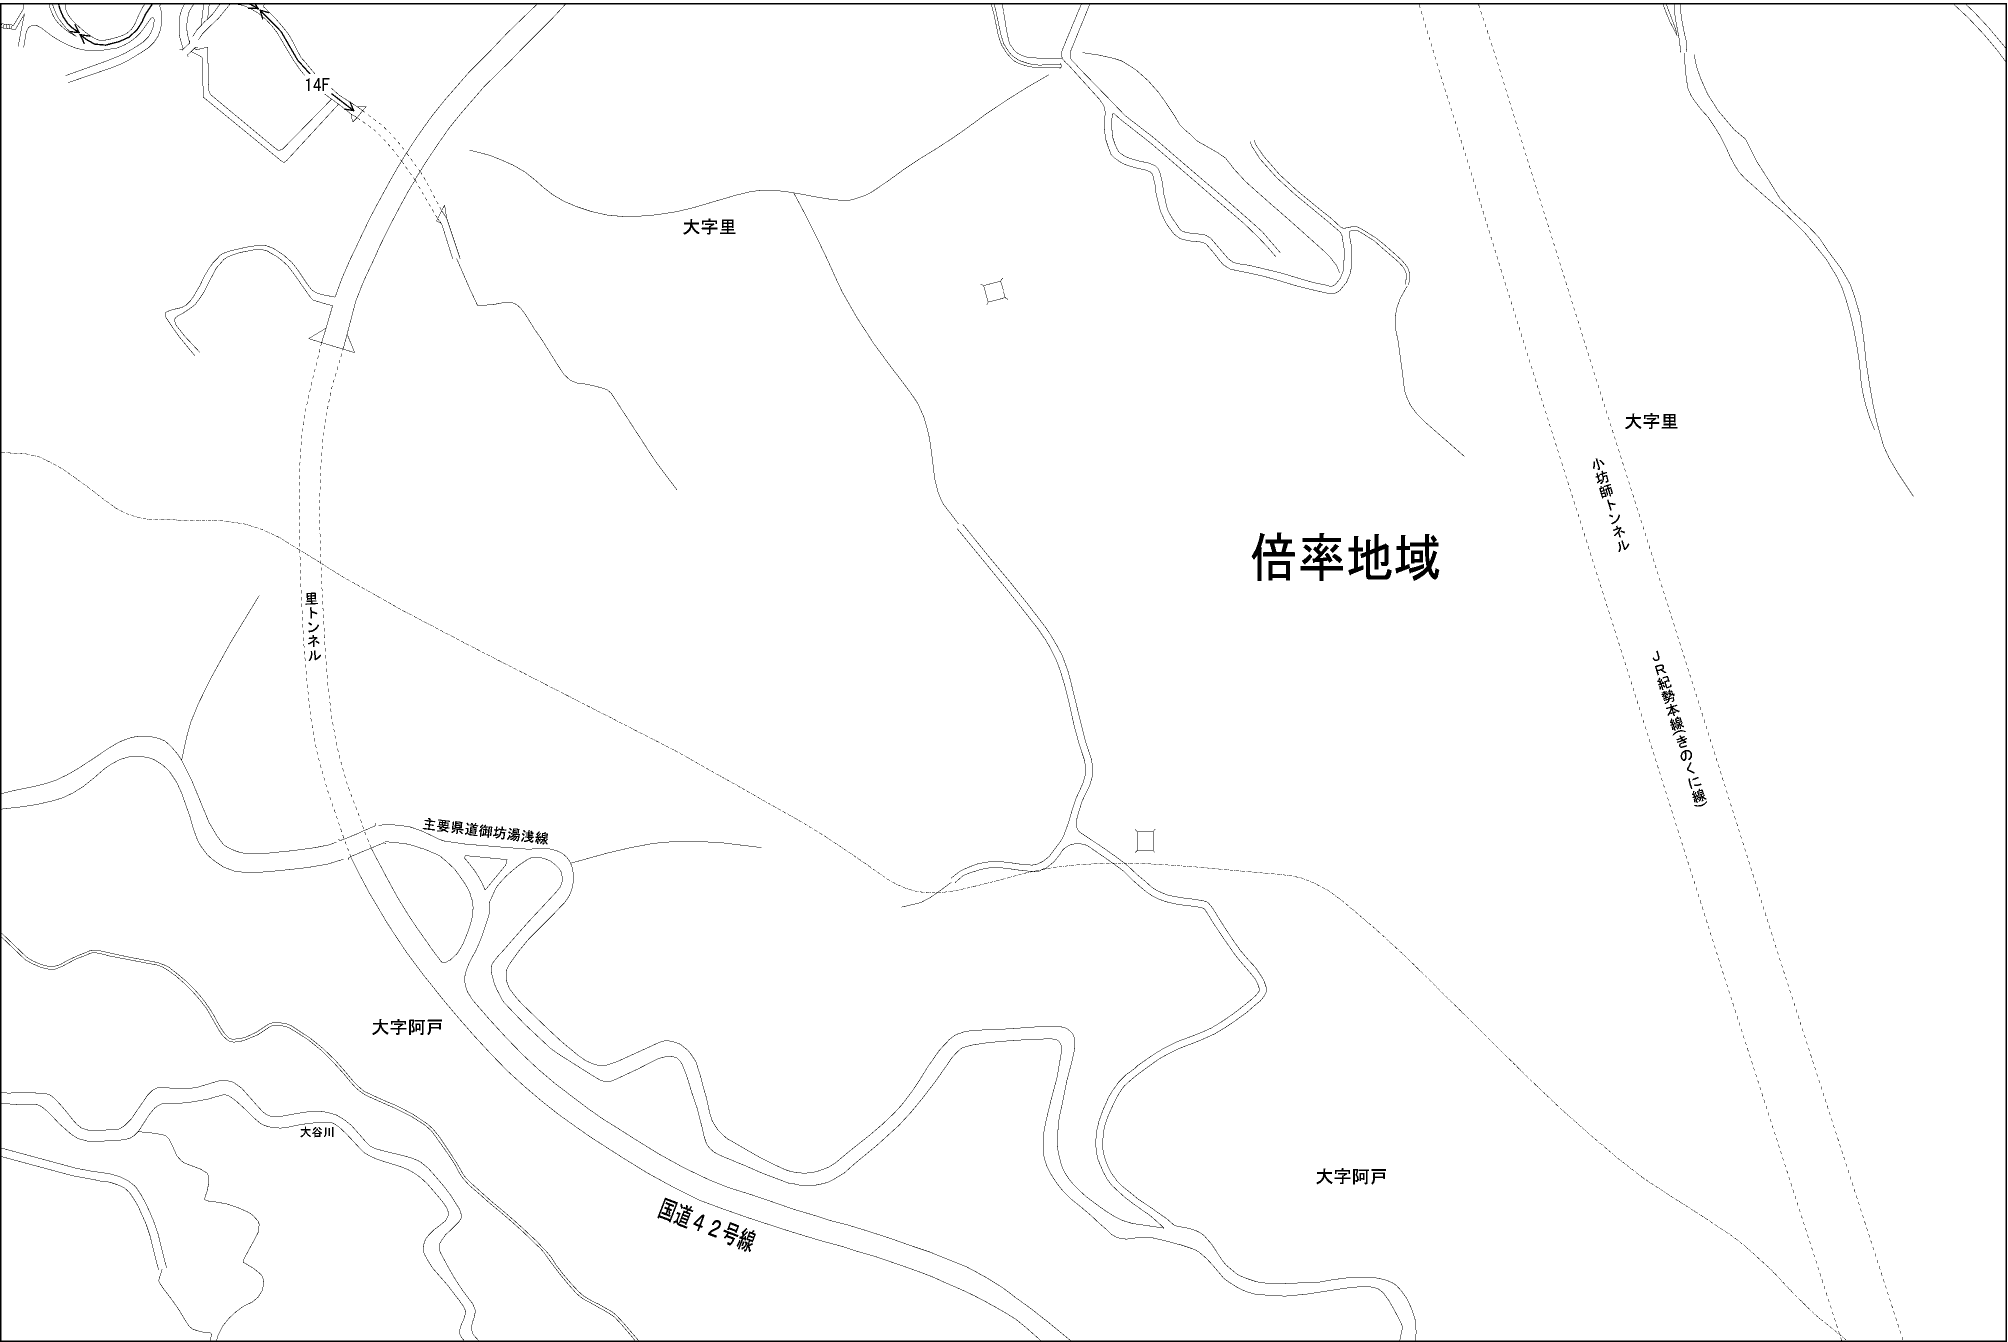 14F
大字里
大字里
小坊師トンネル
倍率地域
里トンネル
JR紀勢本線(きのくに線)
主要県道御坊湯浅線
大字阿戸
大谷川
大字阿戸
国道42号線